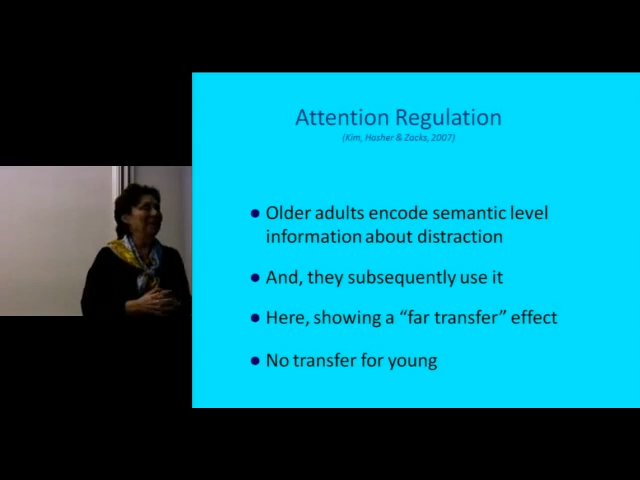 Attention Regulation
(Kim, Hasher & Zacks, 2007)
● Older adults encode semantic level
information about distraction
● And, they subsequently use it
● Here, showing a “far transfer” effect
● No transfer for young